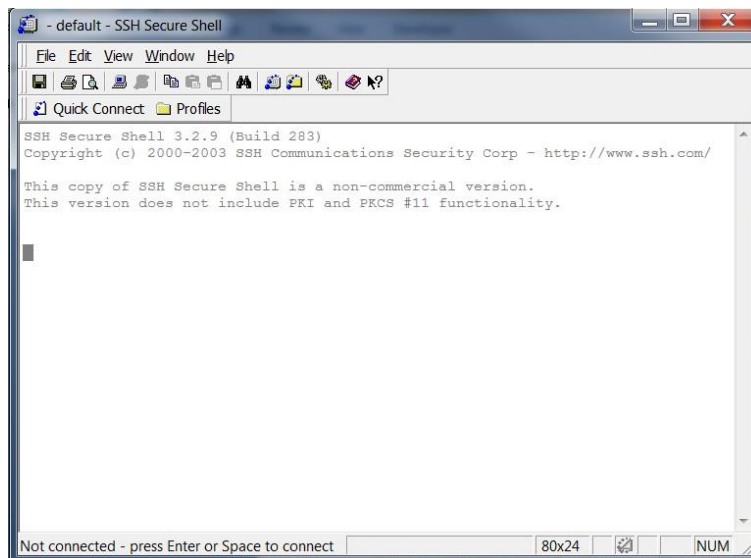 - default - SSH Secure Shell
File Edit View Window Help
Quick Connect Profiles
SSH Secure Shell 3.2.9 (Build 283)
Copyright (c) 2000-2003 SSH Communications Security Corp - http://www.ssh.com/
This copy of SSH Secure Shell is a non-commercial version.
This version does not include PKI and PKCS #11 functionality.
Not connected - press Enter or Space to connect 80x24 NUM